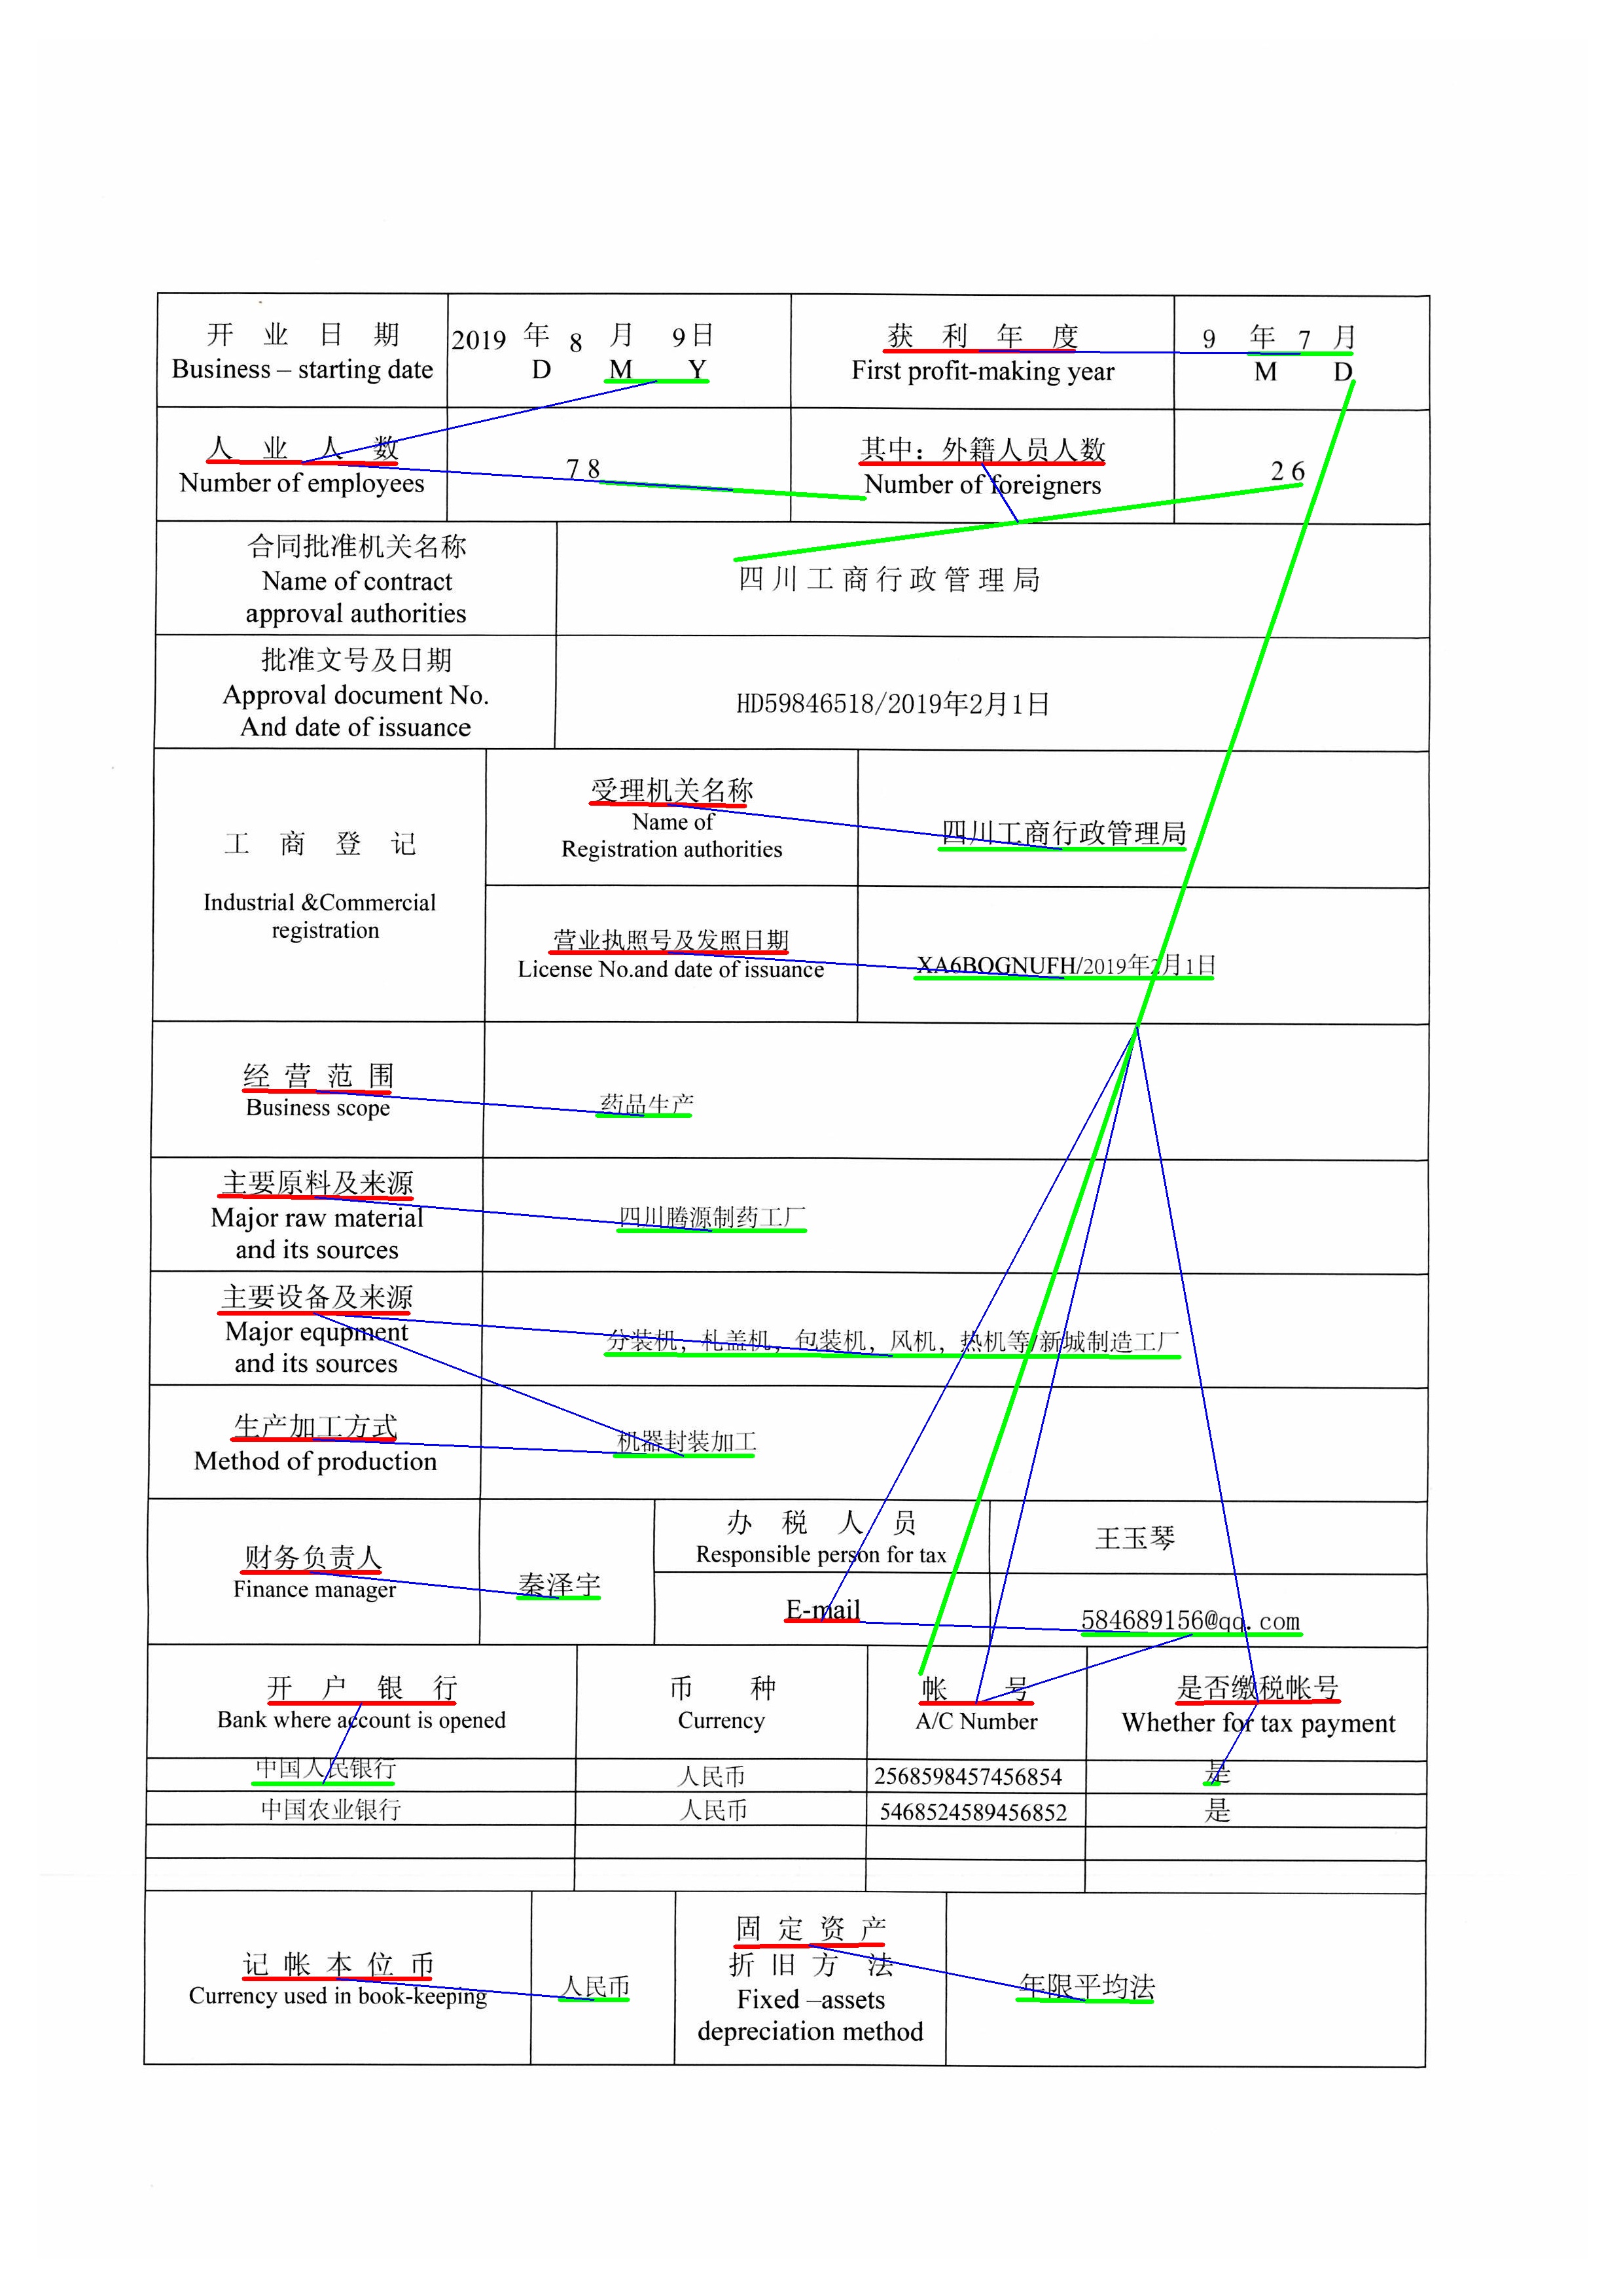 开 业 日 期
Business – starting date
2019 年 8 月 9日
D M Y
获 利 年 度
First profit-making year
9 年 7 月
M D
人 业 人 数
Number of employees
78
其中：外籍人员人数
Number of foreigners
26
合同批准机关名称
Name of contract
approval authorities
四川工商行政管理局
批准文号及日期
Approval document No.
And date of issuance
HD59846518/2019年2月1日
工 商 登 记
Industrial &Commercial
registration
受理机关名称
Name of
Registration authorities
四川工商行政管理局
营业执照号及发照日期
License No.and date of issuance
XA6BQGNUFH/2019年2月1日
经 营 范 围
Business scope
药品生产
主要原料及来源
Major raw material
and its sources
四川腾源制药工厂
主要设备及来源
Major equpment
and its sources
分装机，札盖机，包装机，风机，热机等/新城制造工厂
生产加工方式
Method of production
机器封装加工
财务负责人
Finance manager
秦泽宇
办 税 人 员
Responsible person for tax
王玉琴
E-mail
584689156@qq.com
开 户 银 行
Bank where account is opened
币 种
Currency
帐 号
A/C Number
是否缴税帐号
Whether for tax payment
中国人民银行 人民币 2568598457456854 是
中国农业银行 人民币 5468524589456852 是
记 帐 本 位 币
Currency used in book-keeping
人民币
固 定 资 产
折 旧 方 法
Fixed –assets
depreciation method
年限平均法